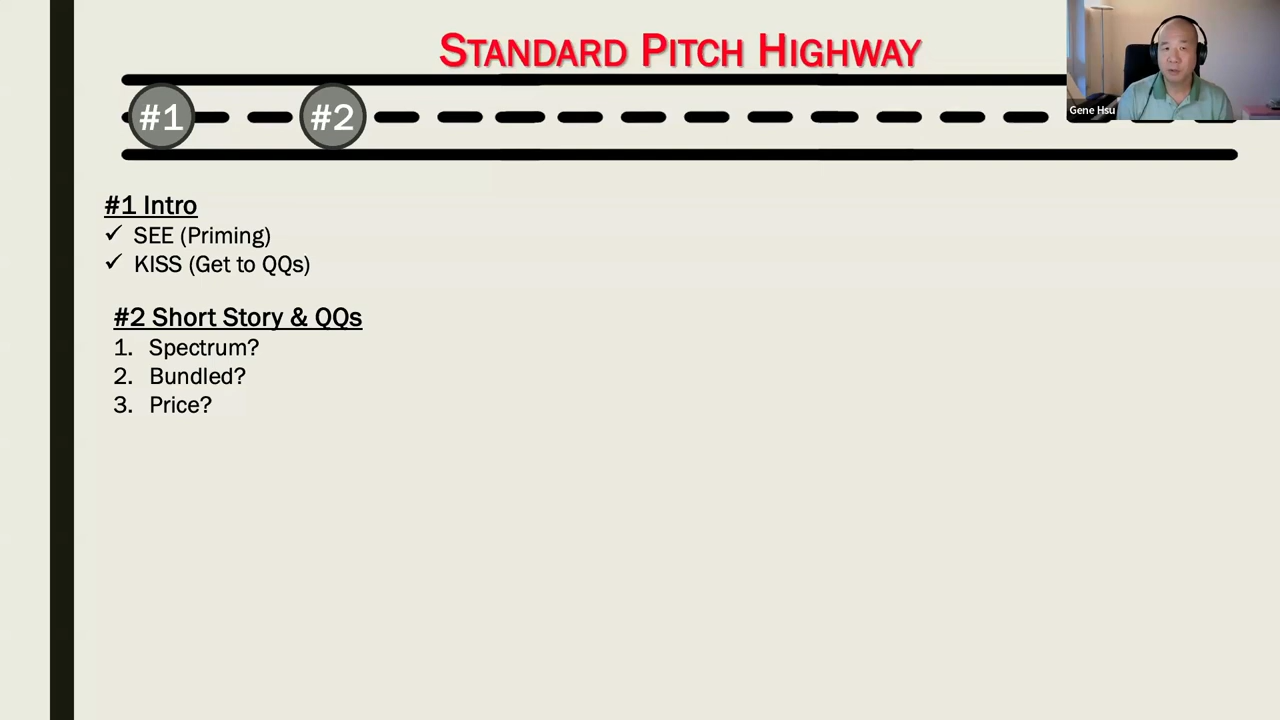 STANDARD PITCH HIGHWAY
#1
#2
Gene Hsu
#1 Intro
✓ SEE (Priming)
✓ KISS (Get to QQs)
#2 Short Story & QQs
1. Spectrum?
2. Bundled?
3. Price?